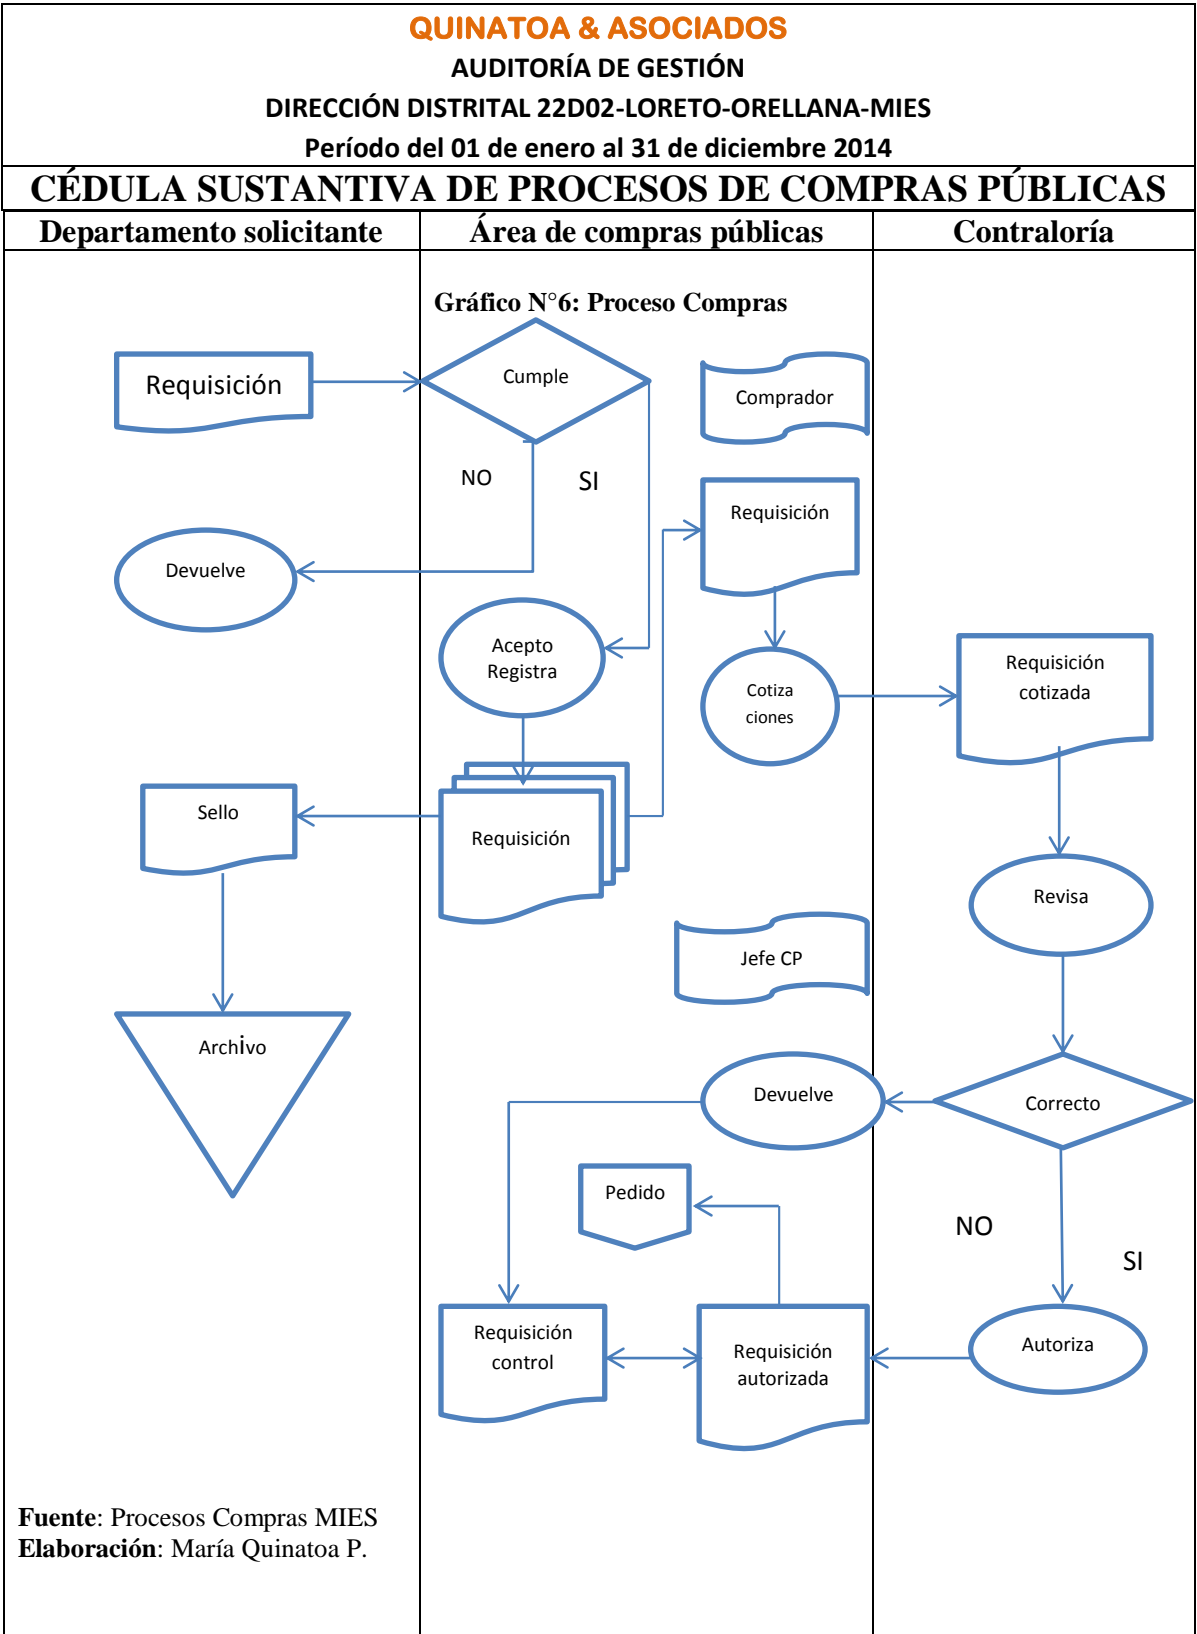 QUINATOA & ASOCIADOS
AUDITORÍA DE GESTIÓN
DIRECCIÓN DISTRITAL 22D02-LORETO-ORELLANA-MIES
Período del 01 de enero al 31 de diciembre 2014
CÉDULA SUSTANTIVA DE PROCESOS DE COMPRAS PÚBLICAS
Departamento solicitante
Área de compras públicas
Contraloría
Gráfico N°6: Proceso Compras
Requisición
Cumple
Comprador
NO
SI
Requisición
Devuelve
Acepto
Registra
Cotiza
ciones
Requisición
cotizada
Sello
Requisición
Revisa
Jefe CP
Archivo
Devuelve
Correcto
Pedido
NO
SI
Requisición
control
Requisición
autorizada
Autoriza
Fuente: Procesos Compras MIES
Elaboración: María Quinatoa P.